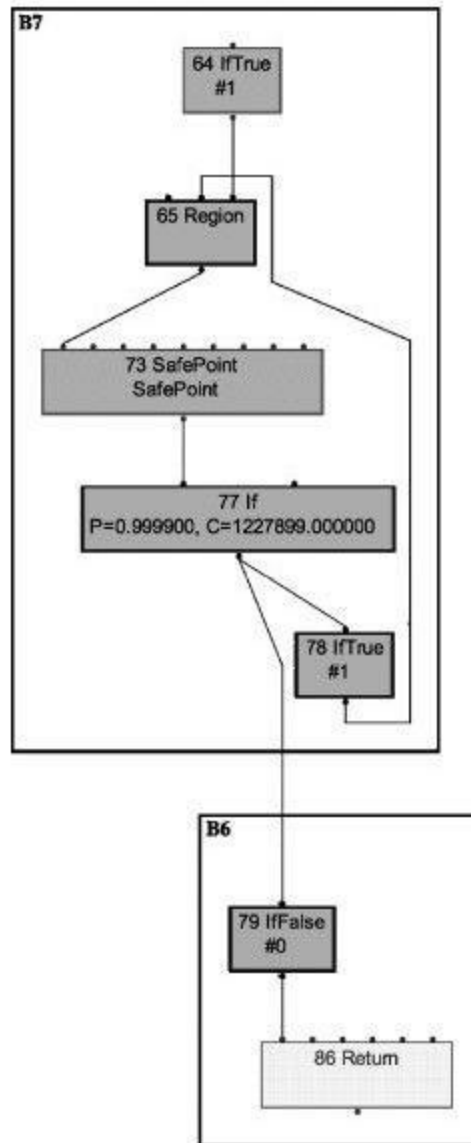 B7
64 IfTrue
#1
65 Region
73 SafePoint
SafePoint
77 If
P=0.999900, C=1227899.000000
78 IfTrue
#1
B6
79 IfFalse
#0
86 Return